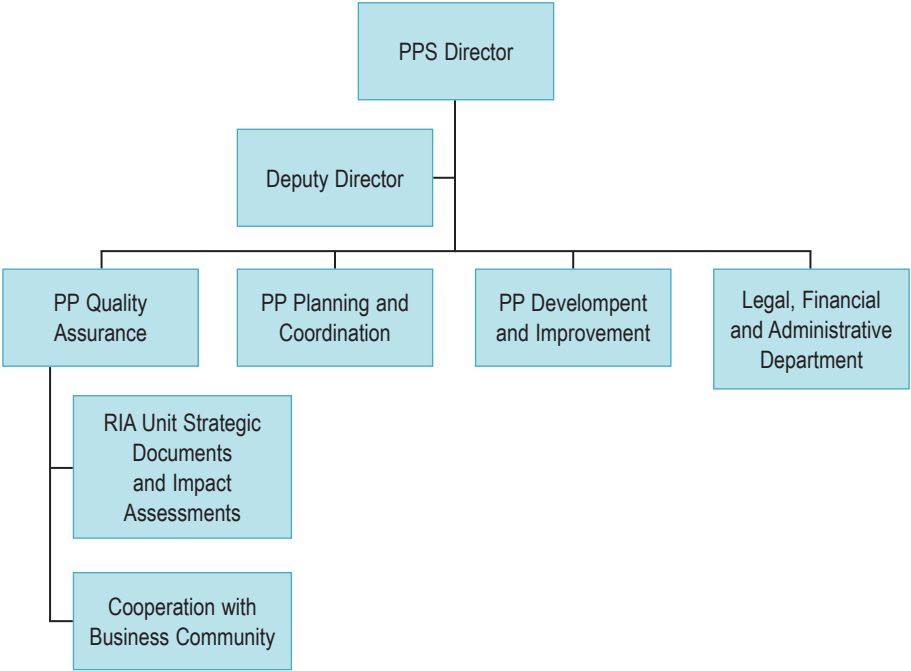 PPS Director
Deputy Director
PP Quality
Assurance
PP Planning and
Coordination
PP Develompent
and Improvement
Legal, Financial
and Administrative
Department
RIA Unit Strategic
Documents
and Impact
Assessments
Cooperation with
Business Community